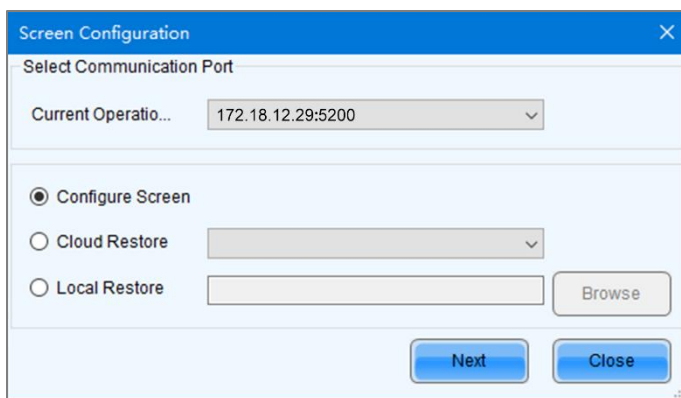 Screen Configuration
Select Communication Port
Current Operatio... 172.18.12.29:5200
Configure Screen
Cloud Restore
Local Restore Browse
Next Close